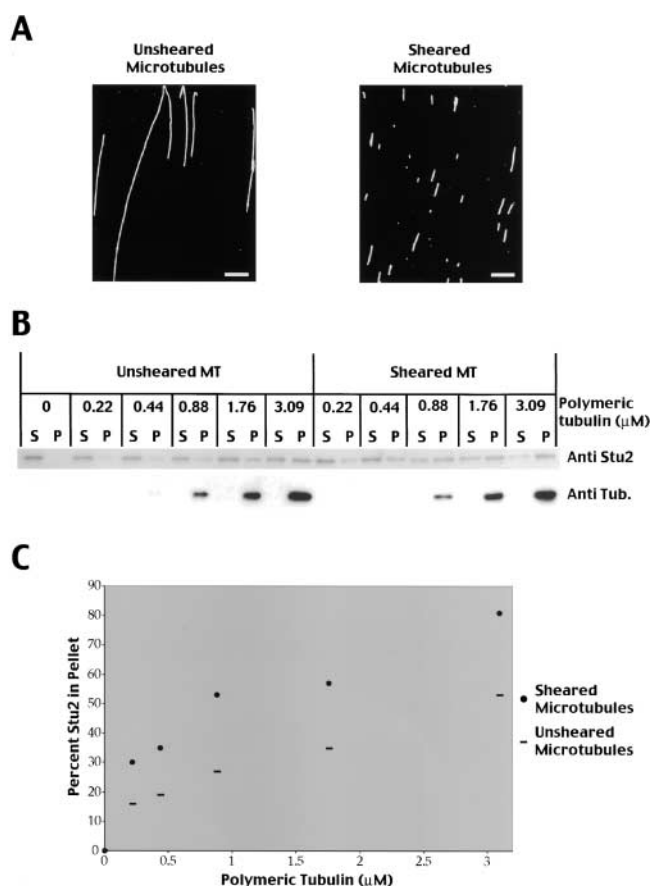 A
Unsheared
Microtubules
Sheared
Microtubules
B
Unsheared MT Sheared MT
0 0.22 0.44 0.88 1.76 3.09 0.22 0.44 0.88 1.76 3.09 Polymeric
tubulin (μM)
S P S P S P S P S P S P S P S P S P S P S P
Anti Stu2
Anti Tub.
C
Percent Stu2 in Pellet
90
80
70
60
50
40
30
20
10
0
0 0.5 1 1.5 2 2.5 3
Polymeric Tubulin (μM)
Sheared
Microtubules
Unsheared
Microtubules